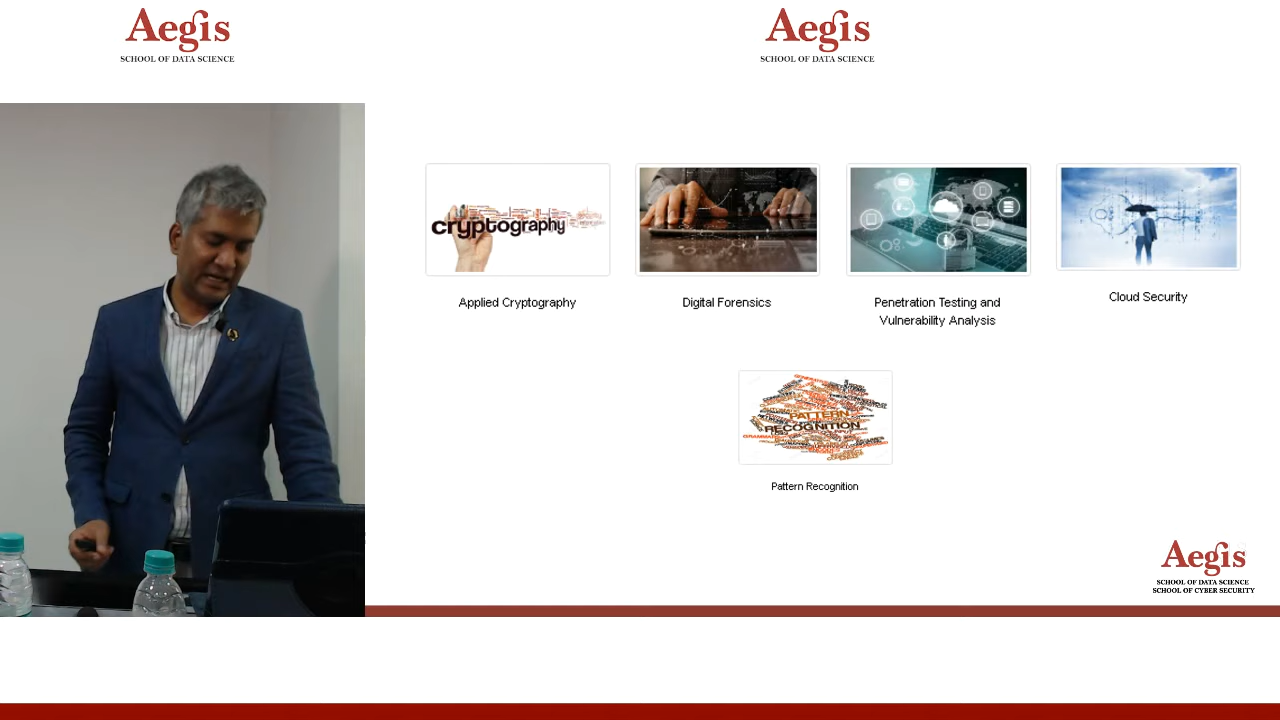 Aegis
SCHOOL OF DATA SCIENCE
Aegis
SCHOOL OF DATA SCIENCE
cryptography
Applied Cryptography
Digital Forensics
Penetration Testing and
Vulnerability Analysis
Cloud Security
PATTERN
RECOGNITION
Pattern Recognition
Aegis
SCHOOL OF DATA SCIENCE
SCHOOL OF CYBER SECURITY